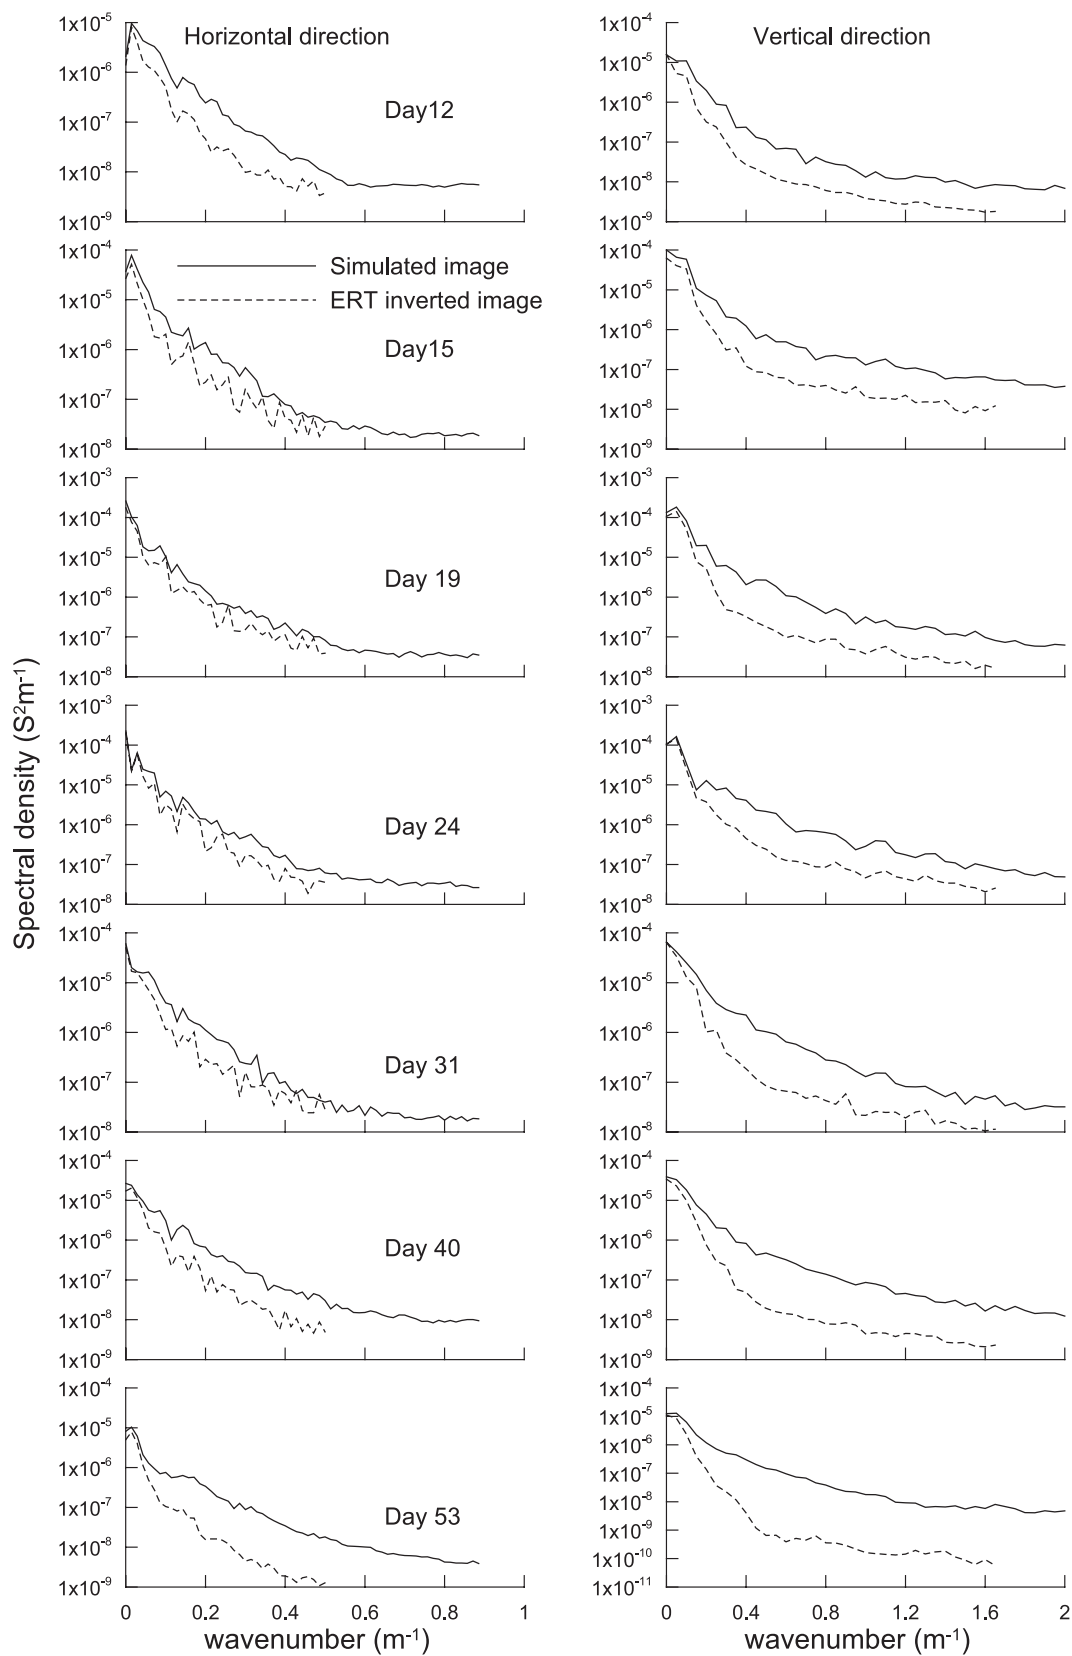 Horizontal direction
Vertical direction
1x10⁻⁵
1x10⁻⁶
1x10⁻⁷
1x10⁻⁸
1x10⁻⁹
Day12
1x10⁻⁴
1x10⁻⁵
1x10⁻⁶
1x10⁻⁷
1x10⁻⁸
1x10⁻⁹
1x10⁻⁴
1x10⁻⁵
1x10⁻⁶
1x10⁻⁷
1x10⁻⁸
Simulated image
ERT inverted image
Day15
1x10⁻⁴
1x10⁻⁵
1x10⁻⁶
1x10⁻⁷
1x10⁻⁸
1x10⁻⁹
1x10⁻³
1x10⁻⁴
1x10⁻⁵
1x10⁻⁶
1x10⁻⁷
1x10⁻⁸
Day 19
1x10⁻³
1x10⁻⁴
1x10⁻⁵
1x10⁻⁶
1x10⁻⁷
1x10⁻⁸
Spectral density (S²m⁻¹)
1x10⁻³
1x10⁻⁴
1x10⁻⁵
1x10⁻⁶
1x10⁻⁷
1x10⁻⁸
Day 24
1x10⁻³
1x10⁻⁴
1x10⁻⁵
1x10⁻⁶
1x10⁻⁷
1x10⁻⁸
1x10⁻⁴
1x10⁻⁵
1x10⁻⁶
1x10⁻⁷
1x10⁻⁸
Day 31
1x10⁻⁴
1x10⁻⁵
1x10⁻⁶
1x10⁻⁷
1x10⁻⁸
1x10⁻⁴
1x10⁻⁵
1x10⁻⁶
1x10⁻⁷
1x10⁻⁸
1x10⁻⁹
Day 40
1x10⁻⁴
1x10⁻⁵
1x10⁻⁶
1x10⁻⁷
1x10⁻⁸
1x10⁻⁹
1x10⁻⁴
1x10⁻⁵
1x10⁻⁶
1x10⁻⁷
1x10⁻⁸
1x10⁻⁹
Day 53
0 0.2 0.4 0.6 0.8 1
wavenumber (m⁻¹)
1x10⁻⁴
1x10⁻⁵
1x10⁻⁶
1x10⁻⁷
1x10⁻⁸
1x10⁻⁹
1x10⁻¹⁰
1x10⁻¹¹
0 0.4 0.8 1.2 1.6 2
wavenumber (m⁻¹)